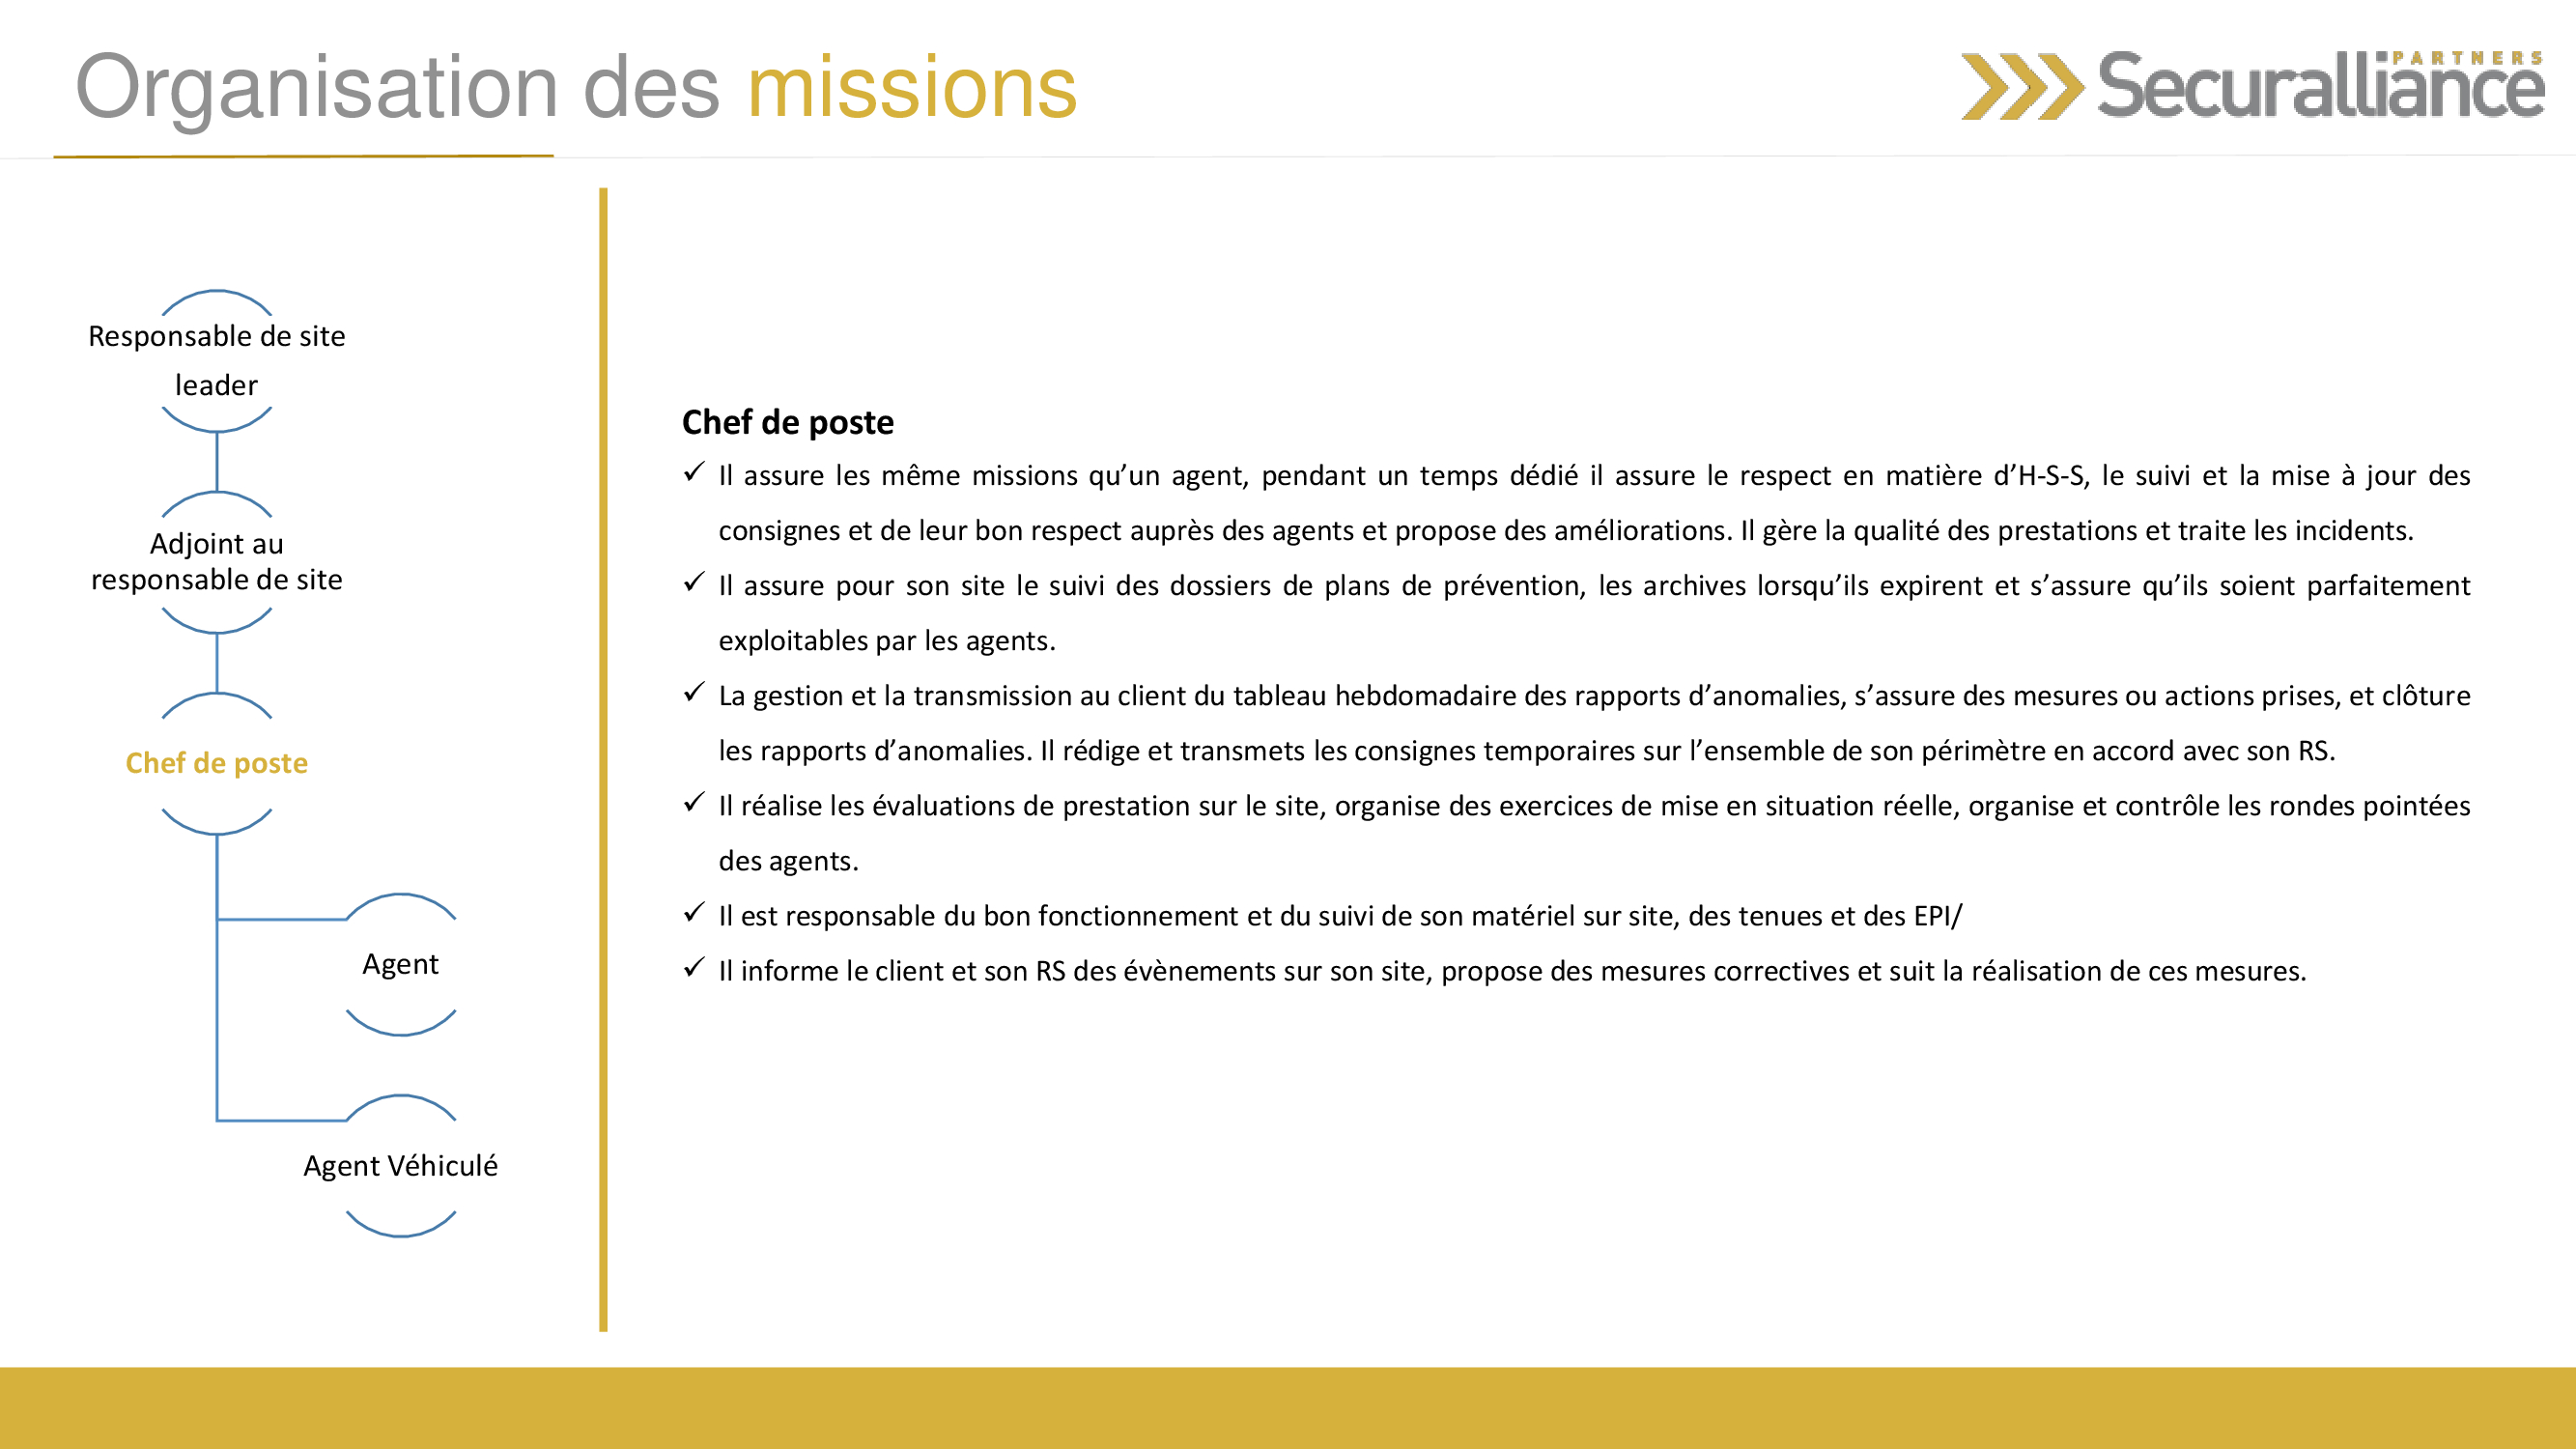 Organisation des missions
PARTNERS
Securalliance
Responsable de site
leader
Adjoint au
responsable de site
Chef de poste
Agent
Agent Véhiculé
Chef de poste
✓ Il assure les même missions qu’un agent, pendant un temps dédié il assure le respect en matière d’H-S-S, le suivi et la mise à jour des
consignes et de leur bon respect auprès des agents et propose des améliorations. Il gère la qualité des prestations et traite les incidents.
✓ Il assure pour son site le suivi des dossiers de plans de prévention, les archives lorsqu’ils expirent et s’assure qu’ils soient parfaitement
exploitables par les agents.
✓ La gestion et la transmission au client du tableau hebdomadaire des rapports d’anomalies, s’assure des mesures ou actions prises, et clôture
les rapports d’anomalies. Il rédige et transmets les consignes temporaires sur l’ensemble de son périmètre en accord avec son RS.
✓ Il réalise les évaluations de prestation sur le site, organise des exercices de mise en situation réelle, organise et contrôle les rondes pointées
des agents.
✓ Il est responsable du bon fonctionnement et du suivi de son matériel sur site, des tenues et des EPI/
✓ Il informe le client et son RS des évènements sur son site, propose des mesures correctives et suit la réalisation de ces mesures.